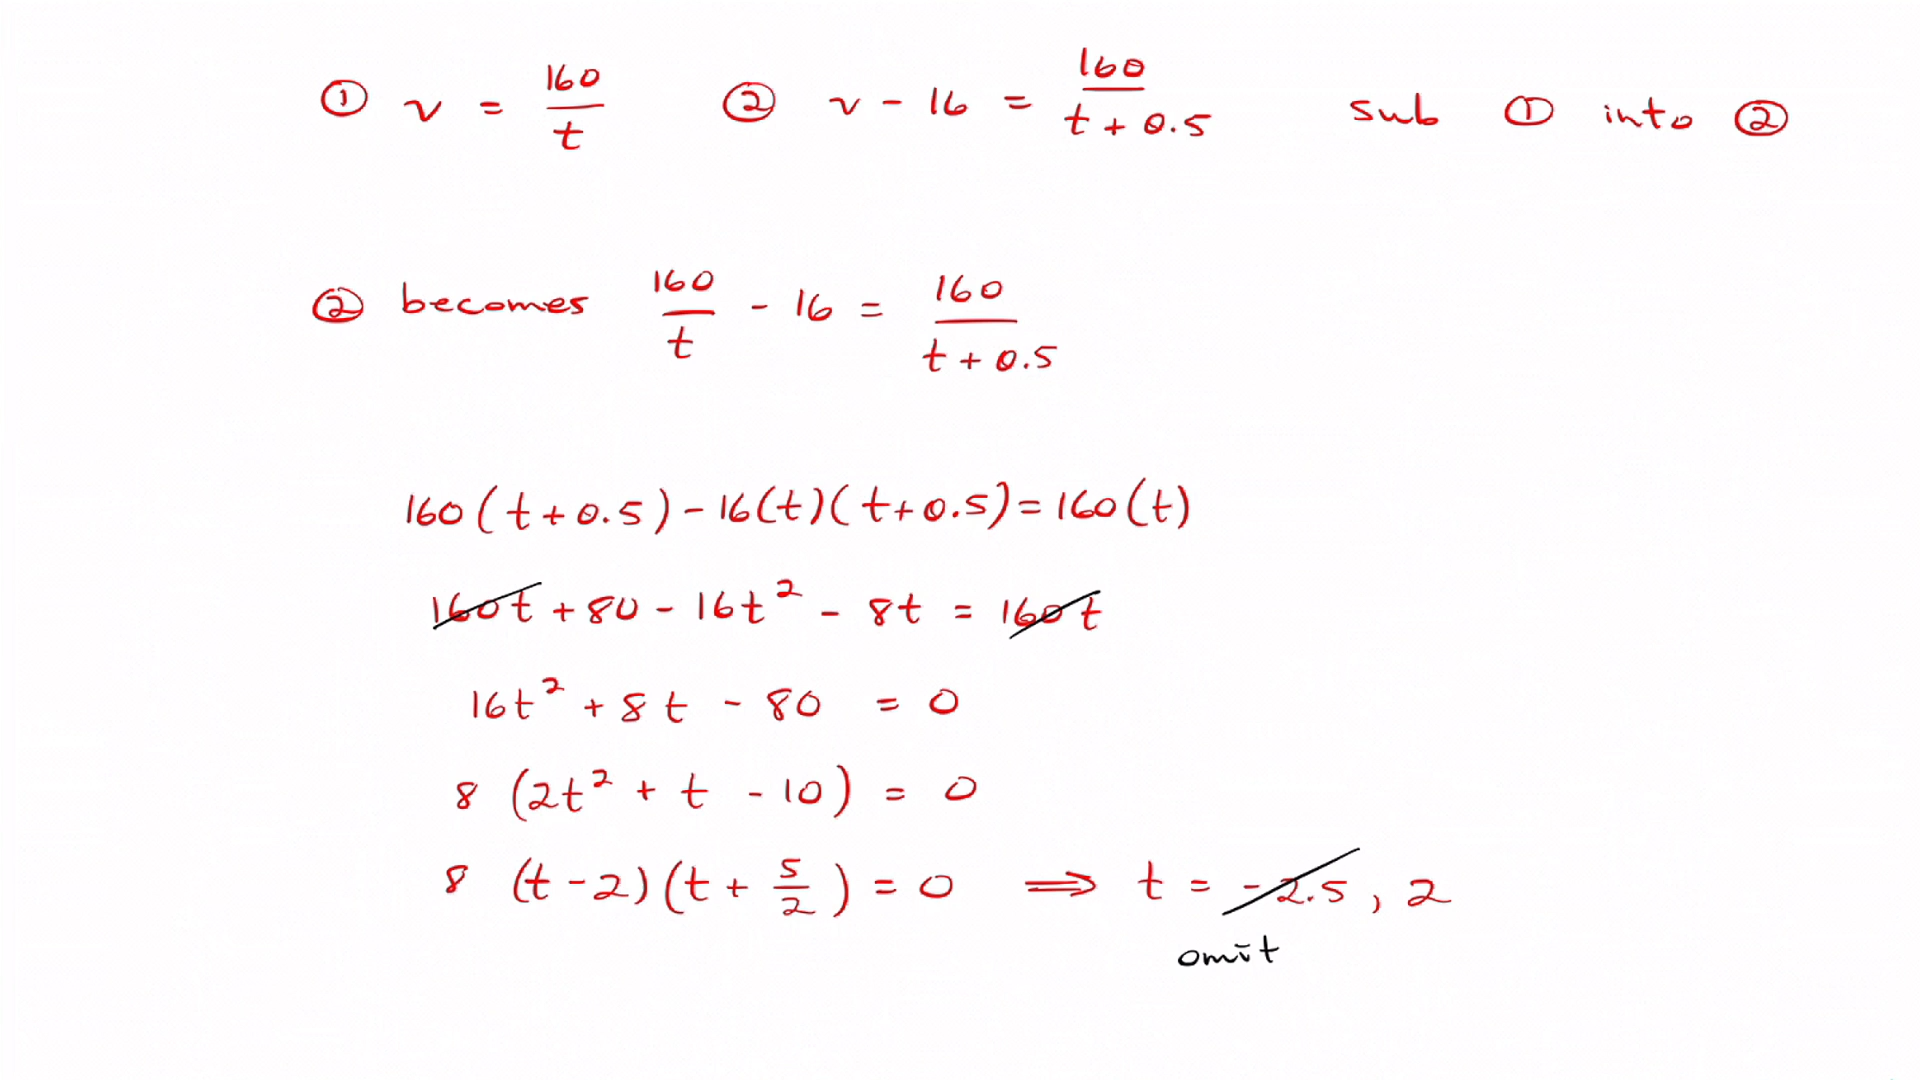 ① v = 160/t ② v - 16 = 160/(t + 0.5) sub ① into ②
② becomes 160/t - 16 = 160/(t + 0.5)
160(t+0.5)-16(t)(t+0.5)=160(t)
160t + 80 - 16t² - 8t = 160t
16t² + 8t - 80 = 0
8 (2t² + t - 10) = 0
8 (t-2)(t + 5/2) = 0 ⟹ t = -2.5, 2
omit